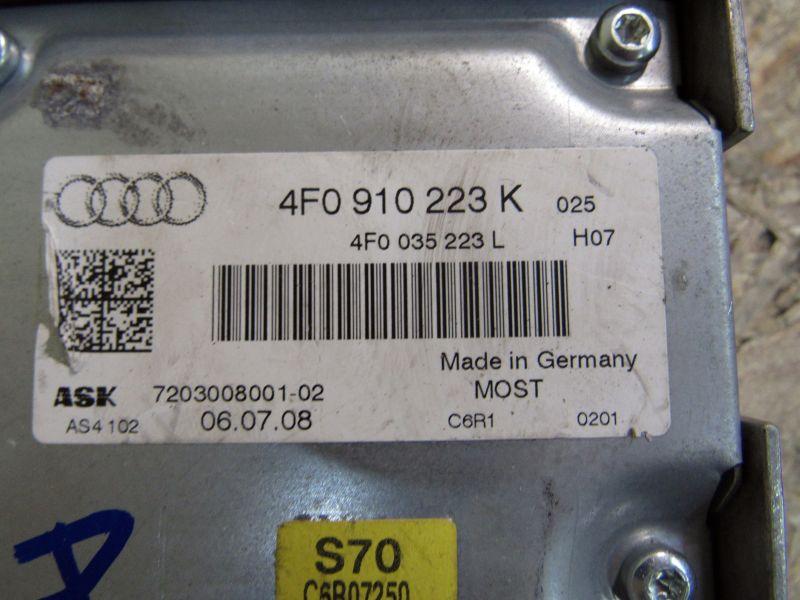 4F0 910 223 K 025
4F0 035 223 L H07
Made in Germany
ASK 7203008001-02 MOST
AS4 102 06.07.08 C6R1 0201
S70
C6R07250